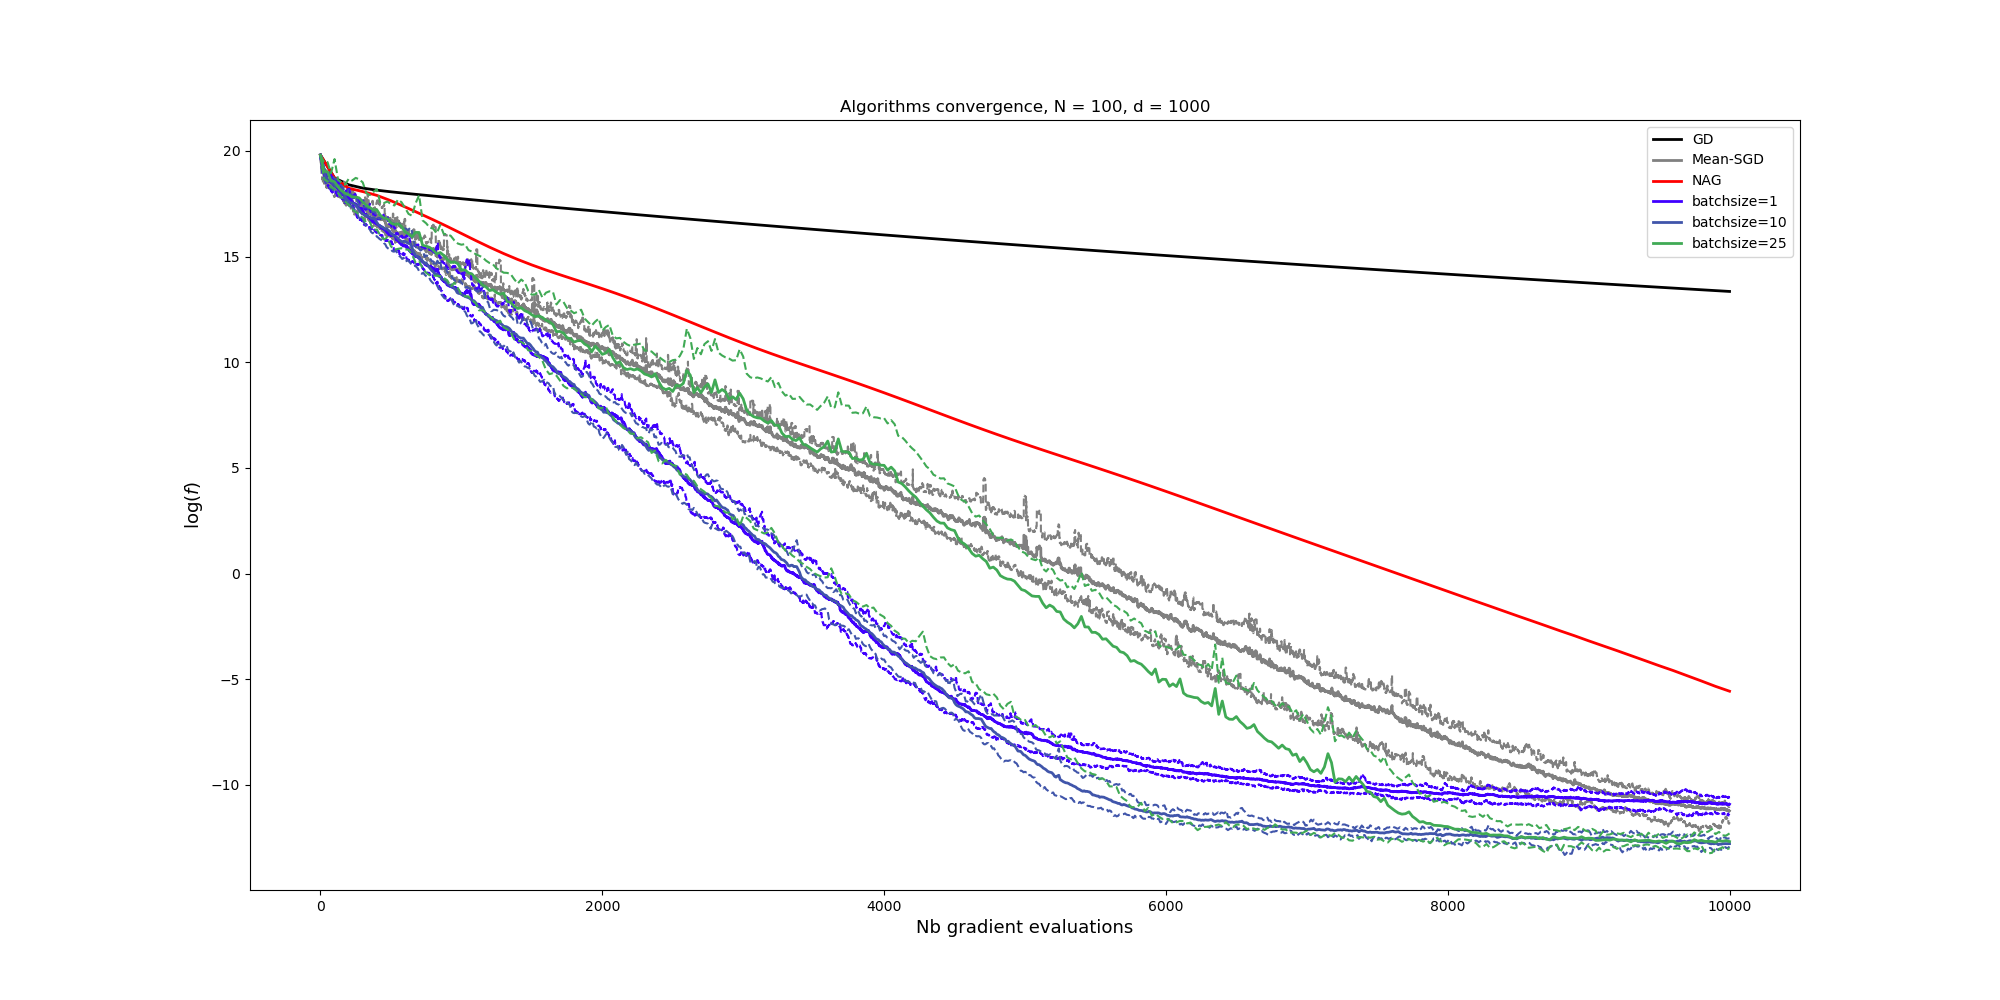 Algorithms convergence, N = 100, d = 1000
GD
Mean-SGD
NAG
batchsize=1
batchsize=10
batchsize=25
log(f)
20
15
10
5
0
−5
−10
0 2000 4000 6000 8000 10000
Nb gradient evaluations